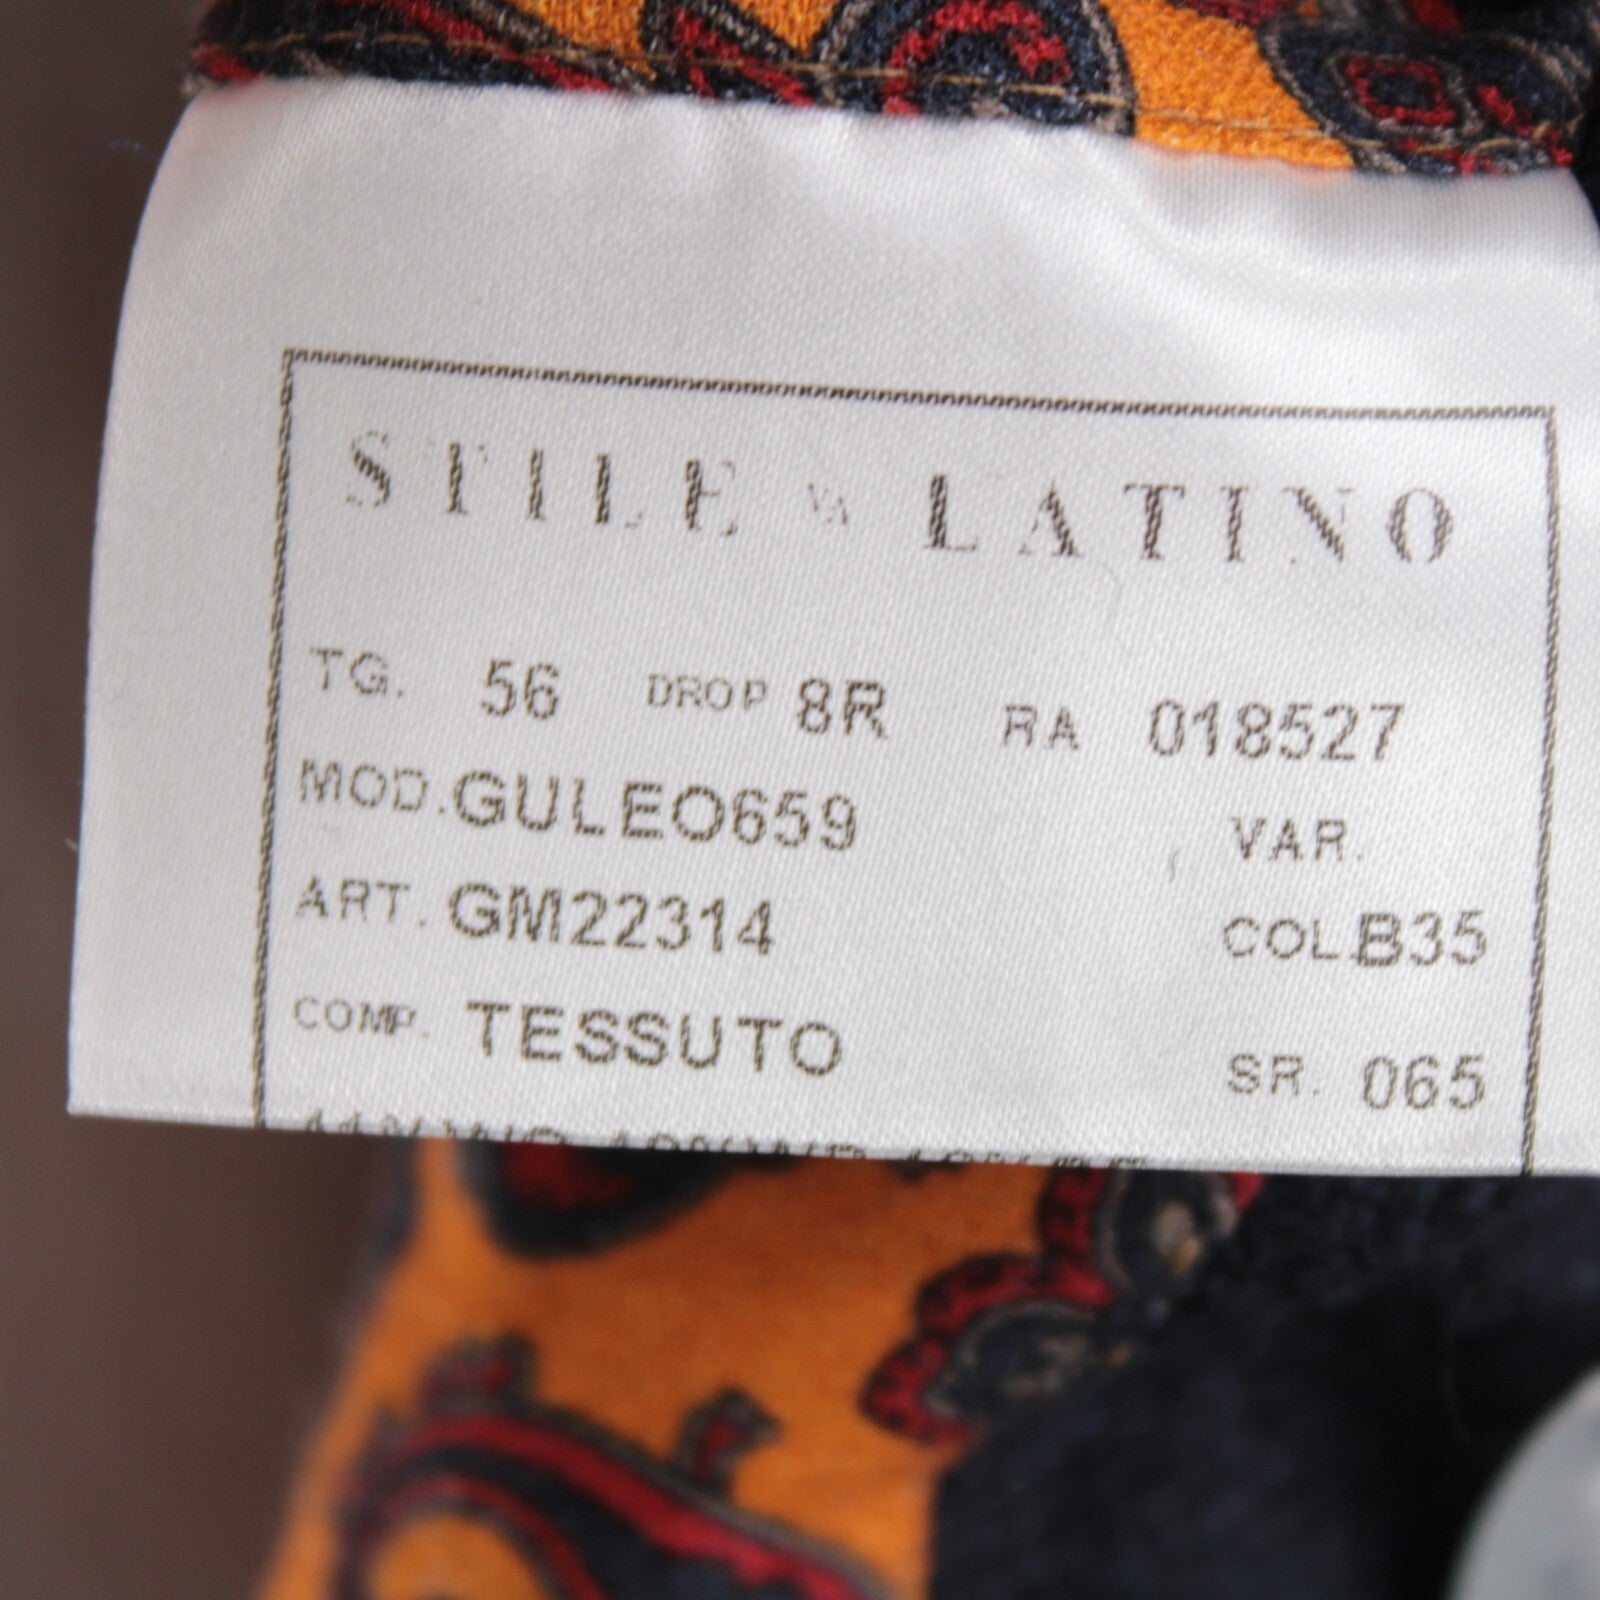 STILE LATINO
TG. 56 DROP 8R RA 018527
MOD. GULEO659
VAR.
ART. GM22314
COL. B35
COMP. TESSUTO
SR. 065